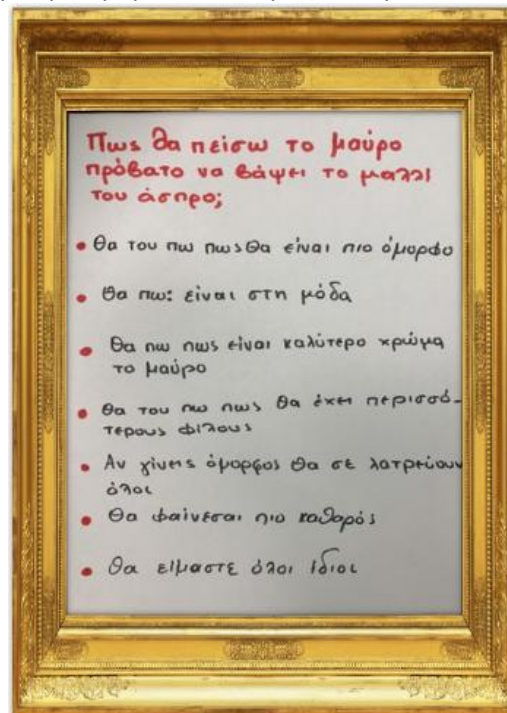 Πως θα πείσω το μαύρο
πρόβατο να βάψει το μαλλί
του άσπρο;
• Θα του πω πως θα είναι πιο όμορφο
• Θα πω: είναι στη μόδα
• Θα πω πως είναι καλύτερο χρώμα
το μαύρο
• Θα του πω πως θα έχει περισσό-
τερους φίλους
• Αν γίνεις όμορφος θα σε λατρεύουν
όλοι
• Θα φαίνεσαι πιο καθαρός
• Θα είμαστε όλοι ίδιοι